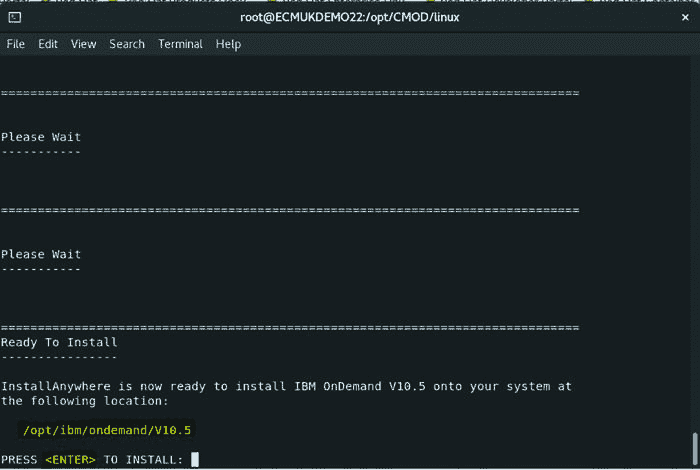 root@ECMUKDEMO22:/opt/CMOD/linux
File Edit View Search Terminal Help
===============================================================================
Please Wait
-----------
===============================================================================
Please Wait
-----------
===============================================================================
Ready To Install
----------------
InstallAnywhere is now ready to install IBM OnDemand V10.5 onto your system at
the following location:
/opt/ibm/ondemand/V10.5
PRESS <ENTER> TO INSTALL: